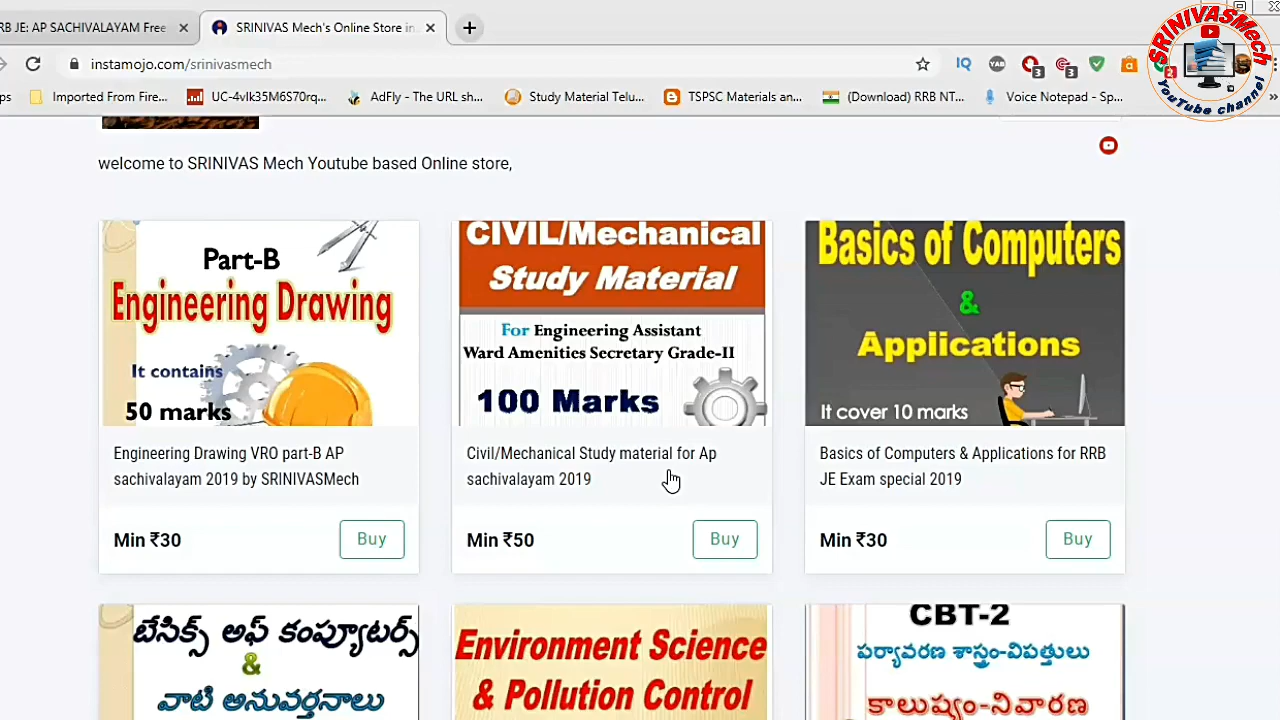 RB JE: AP SACHIVALAYAM Free
SRINIVAS Mech's Online Store in
instamojo.com/srinivasmech
IQ
YAB
3
3
2
ps
Imported From Fire...
UC-4vlk35M6S70rq...
AdFly - The URL sh...
Study Material Telu...
TSPSC Materials an...
(Download) RRB NT...
Voice Notepad - Sp...
SRINIVASMech
YouTube channel
welcome to SRINIVAS Mech Youtube based Online store,
Part-B
Engineering Drawing
It contains
50 marks
Engineering Drawing VRO part-B AP
sachivalayam 2019 by SRINIVASMech
Min ₹30
Buy
CIVIL/Mechanical
Study Material
For Engineering Assistant
Ward Amenities Secretary Grade-II
100 Marks
Civil/Mechanical Study material for Ap
sachivalayam 2019
Min ₹50
Buy
Basics of Computers
&
Applications
It cover 10 marks
Basics of Computers & Applications for RRB
JE Exam special 2019
Min ₹30
Buy
బేసిక్స్ అఫ్ కంప్యూటర్స్
&
వాటి అనువర్తనాలు
Environment Science
& Pollution Control
CBT-2
పర్యావరణ శాస్త్రం-విపత్తులు
కాలుష్యం-నివారణ